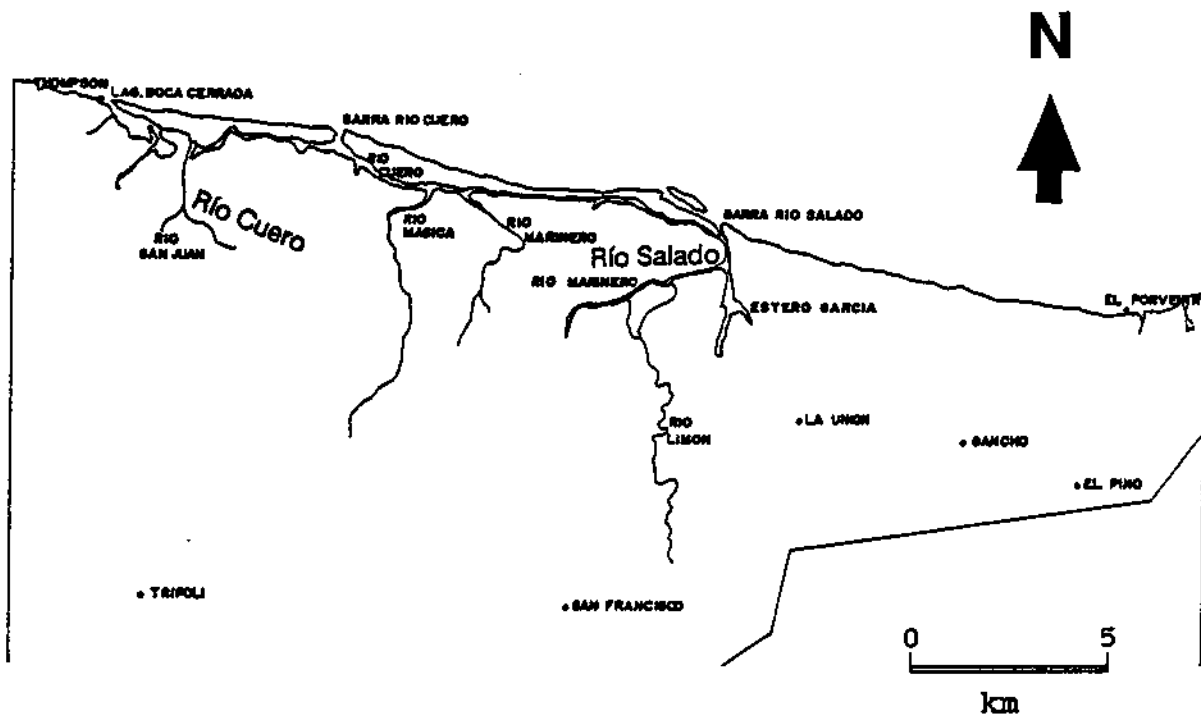 N
THOMPSON
LAG. BOCA CERRADA
BARRA RIO CUERO
RIO
CUERO
Río Cuero
RIO
SAN JUAN
RIO
MASICA
RIO
MARINERO
BARRA RIO SALADO
Río Salado
RIO MARINERO
ESTERO GARCIA
EL PORVENIR
RIO
LIMON
LA UNION
SANCHO
EL PINO
TRIPOLI
SAN FRANCISCO
0 5
km